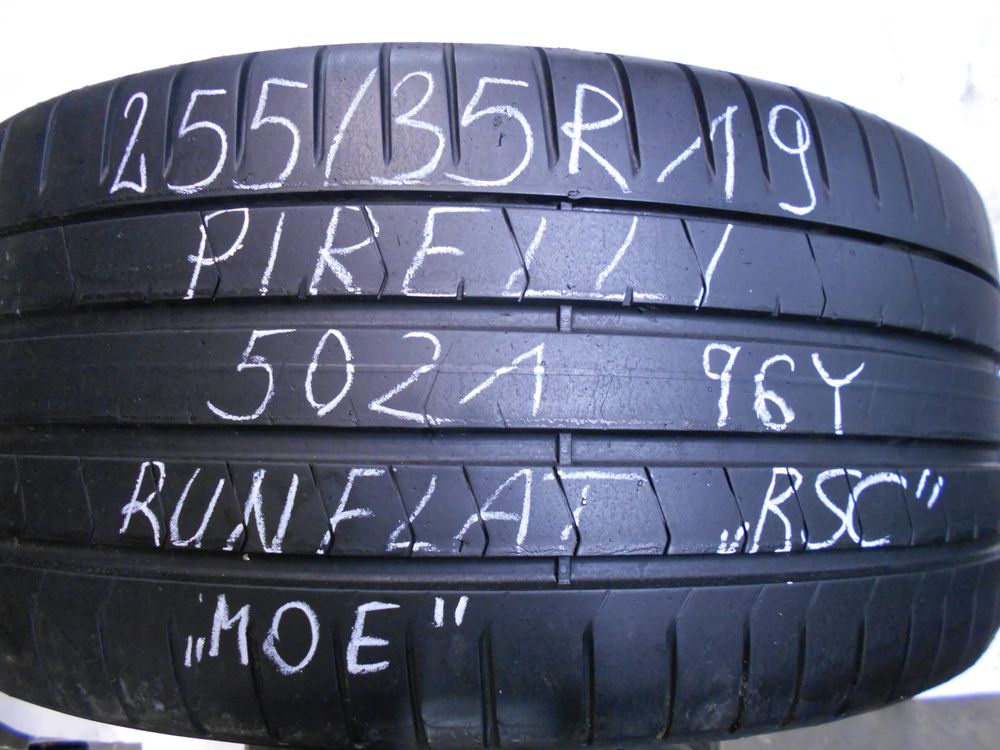 255/35R19
PIRELLI
5021 96Y
RUNFLAT „RSC"
„MOE"